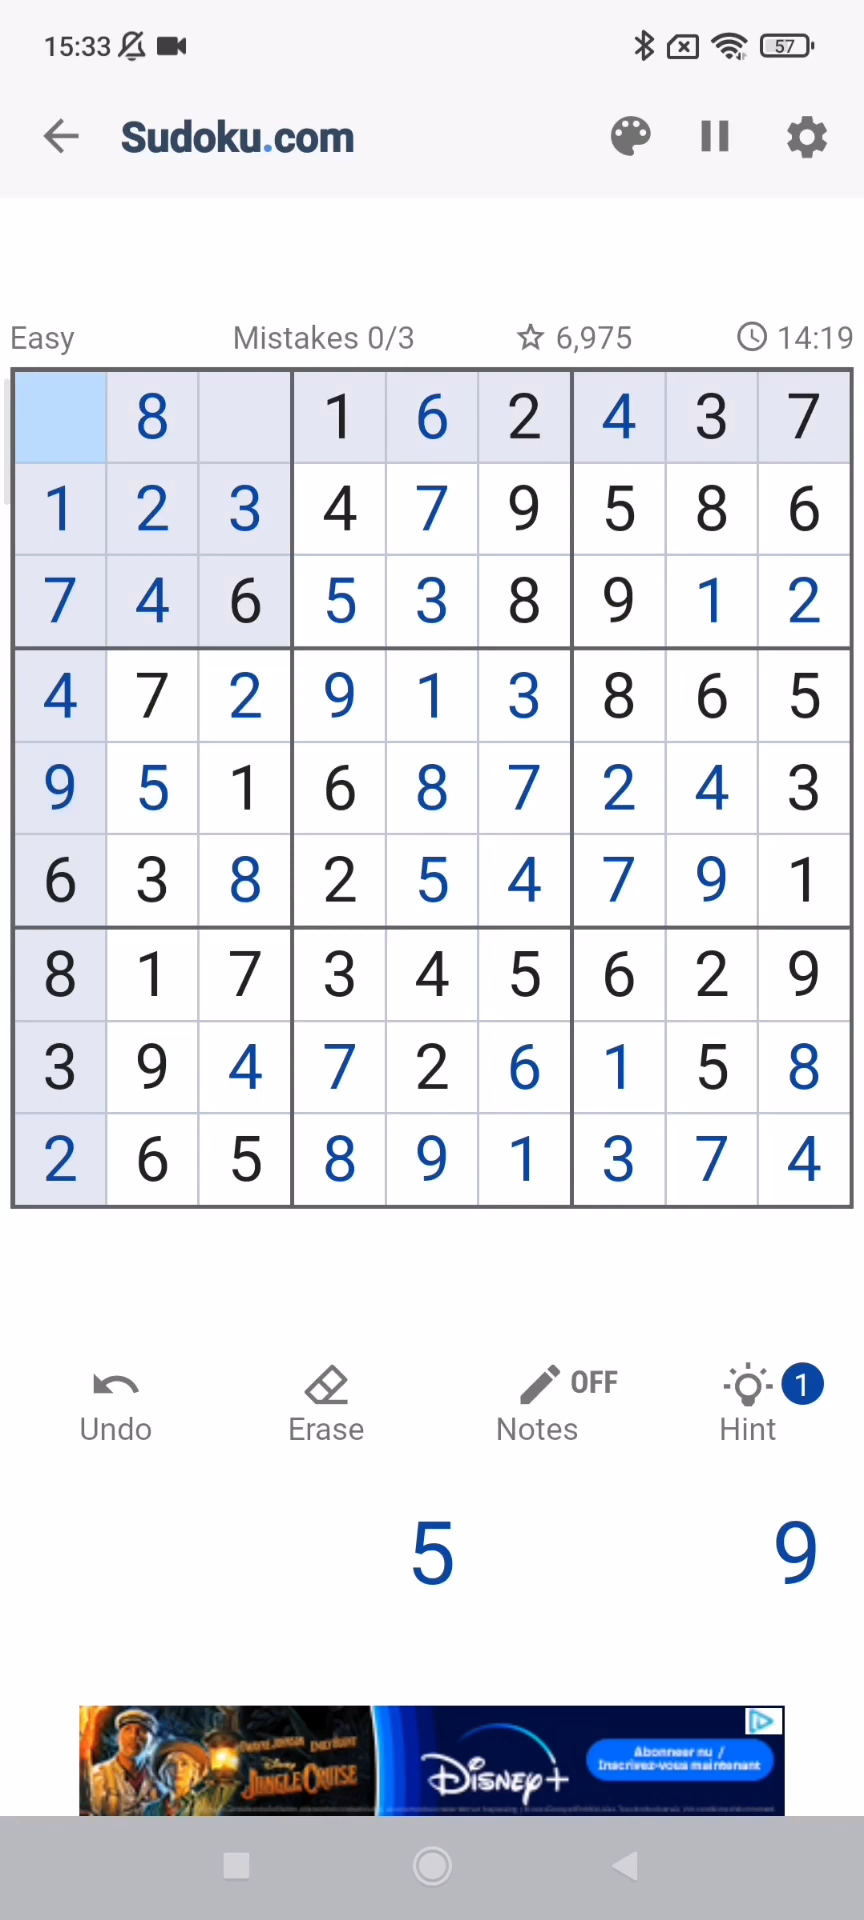 15:33 57
Sudoku.com
Easy Mistakes 0/3 6,975 14:19
8 1 6 2 4 3 7
1 2 3 4 7 9 5 8 6
7 4 6 5 3 8 9 1 2
4 7 2 9 1 3 8 6 5
9 5 1 6 8 7 2 4 3
6 3 8 2 5 4 7 9 1
8 1 7 3 4 5 6 2 9
3 9 4 7 2 6 1 5 8
2 6 5 8 9 1 3 7 4
OFF 1
Undo Erase Notes Hint
5 9
Disney
JUNGLE CRUISE
Disney+
Abonneer nu /
Inscrivez-vous maintenant